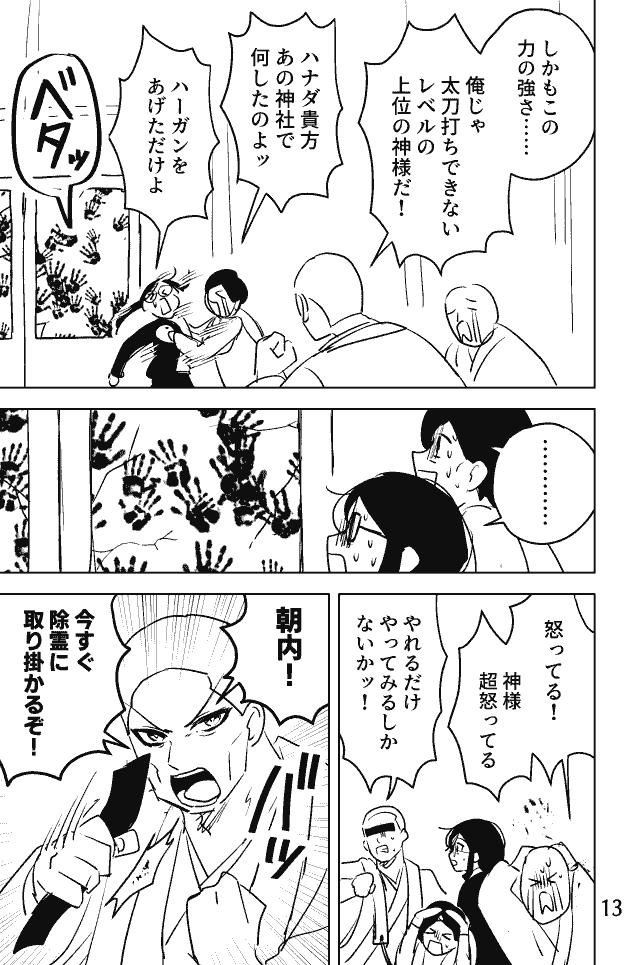 しかもこの
力の強さ……
俺じゃ
太刀打ちできない
レベルの
上位の神様だ！
ハナダ貴方
あの神社で
何したのよッ
ハーガンを
あげただけよ
ベタッ
…………
怒ってる！
神様
超怒ってる
やれるだけ
やってみるしか
ないかッ！
朝内！
今すぐ
除霊に
取り掛かるぞ！
はいっ
13